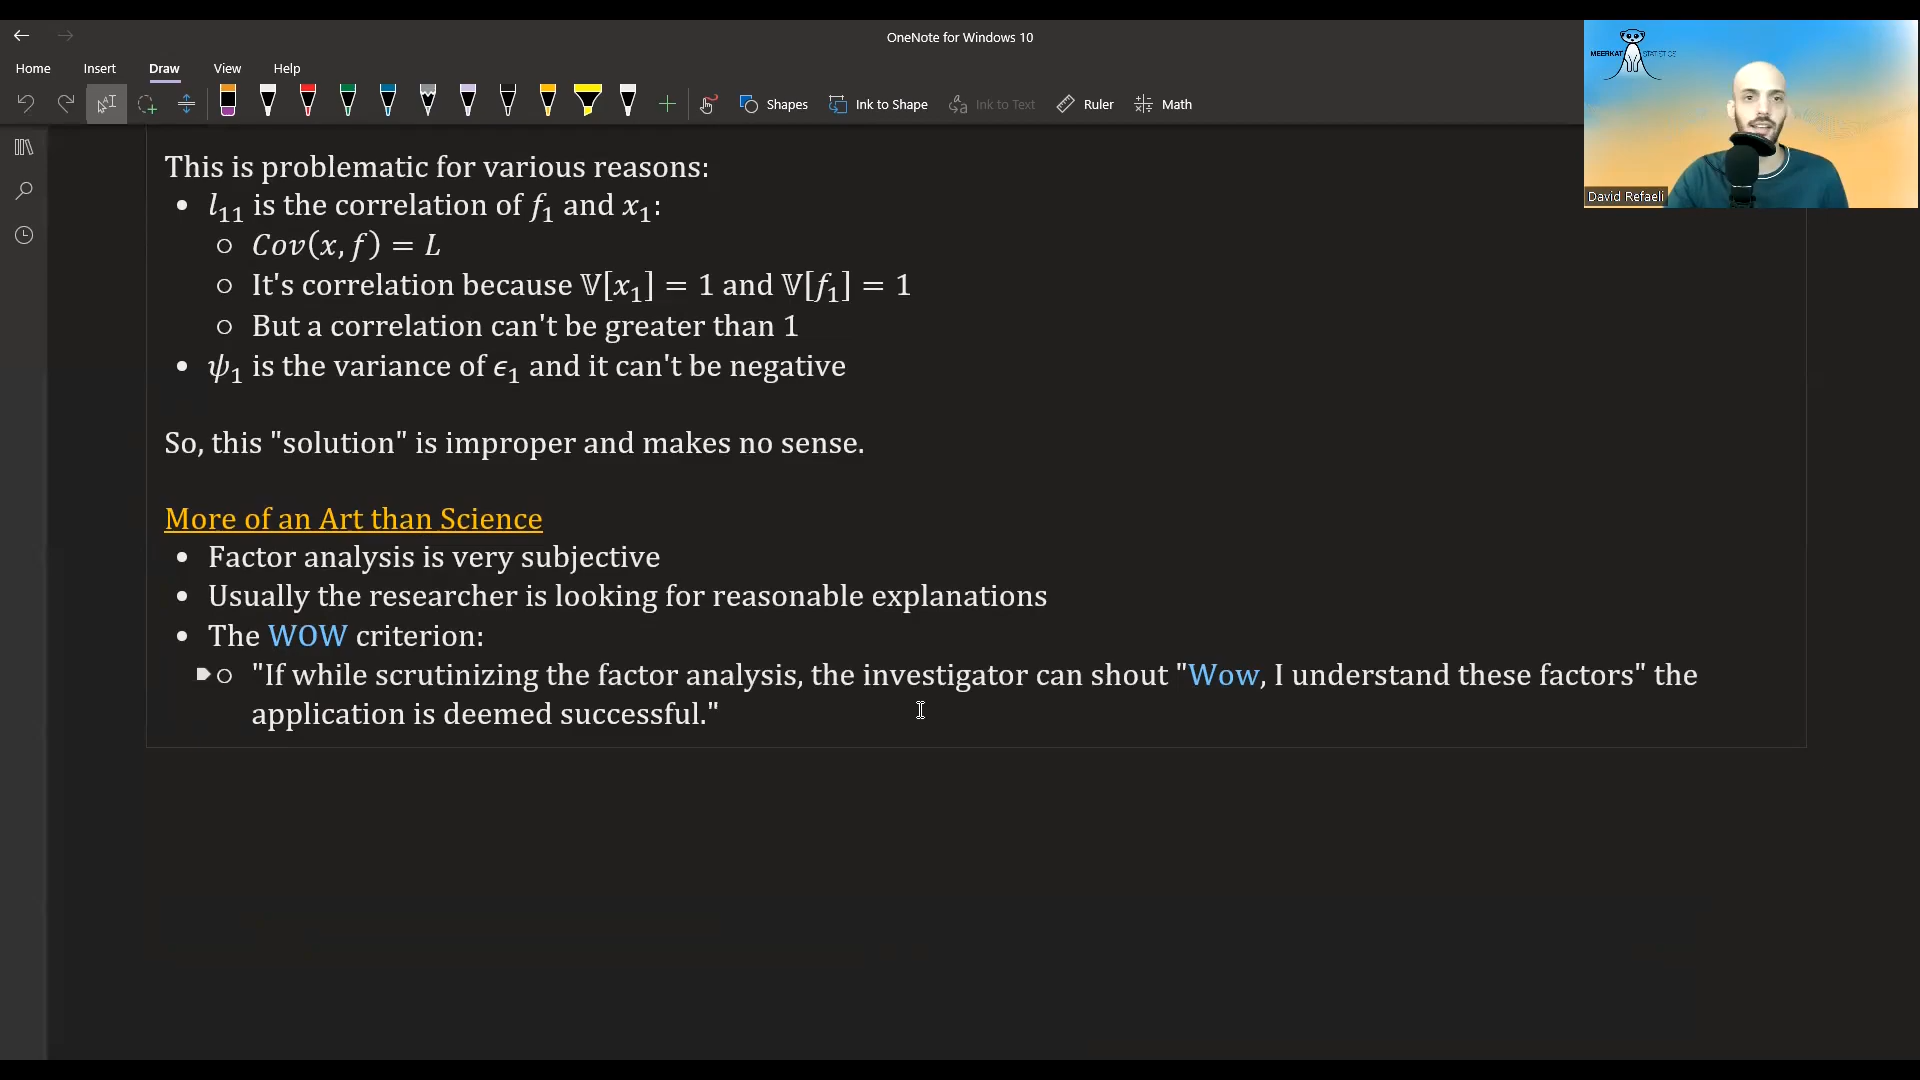 OneNote for Windows 10
Home Insert Draw View Help
Shapes Ink to Shape Ink to Text Ruler Math
MEERKAT STATISTICS
David Refaeli
This is problematic for various reasons:
• l₁₁ is the correlation of f₁ and x₁:
○ Cov(x, f) = L
○ It's correlation because 𝕍[x₁] = 1 and 𝕍[f₁] = 1
○ But a correlation can't be greater than 1
• ψ₁ is the variance of ϵ₁ and it can't be negative
So, this "solution" is improper and makes no sense.
More of an Art than Science
• Factor analysis is very subjective
• Usually the researcher is looking for reasonable explanations
• The WOW criterion:
○ "If while scrutinizing the factor analysis, the investigator can shout "Wow, I understand these factors" the
application is deemed successful."